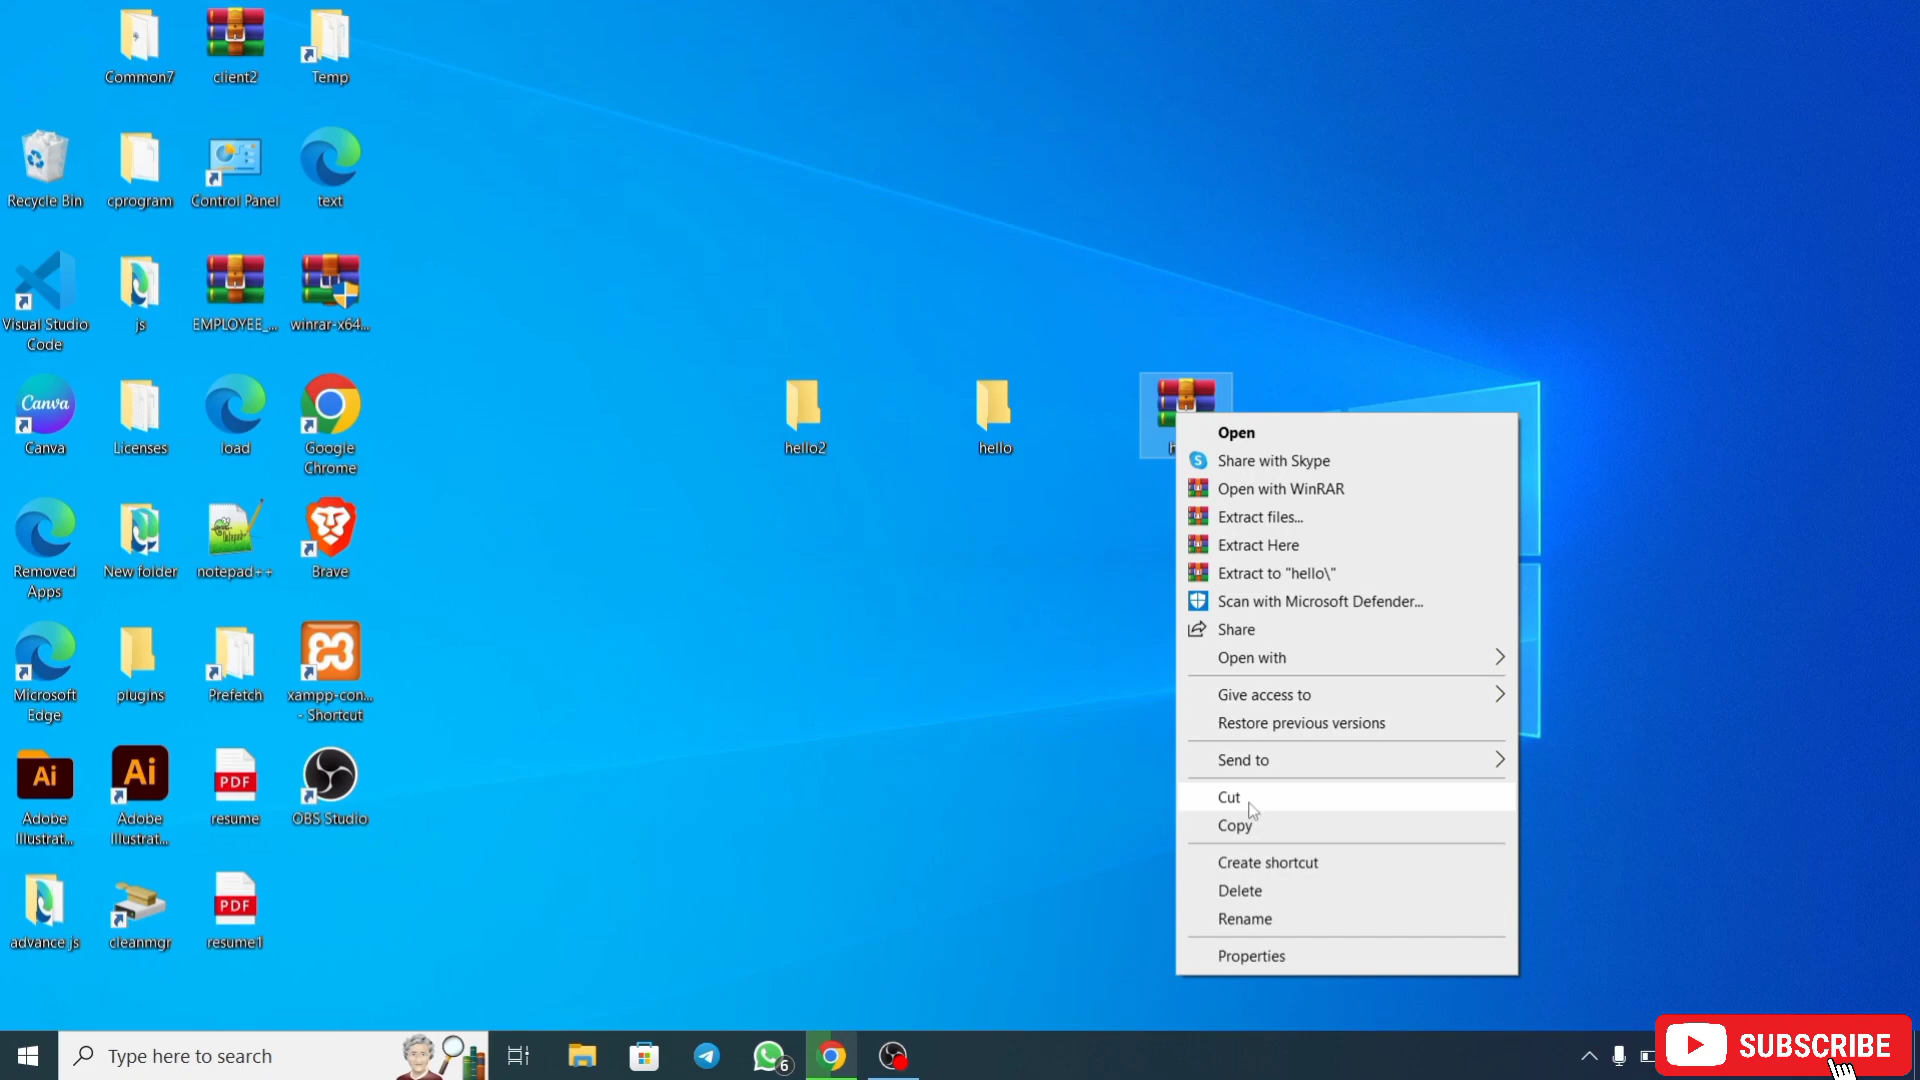 Common7
client2
Temp
Recycle Bin
cprogram
Control Panel
text
Visual Studio
Code
js
EMPLOYEE_...
winrar-x64...
Canva
Canva
Licenses
load
Google
Chrome
hello2
hello
Removed
Apps
New folder
notepad++
Brave
Microsoft
Edge
plugins
Prefetch
xampp-con...
- Shortcut
Ai
Adobe
Illustrat...
Ai
Adobe
Illustrat...
PDF
resume
OBS Studio
advance js
cleanmgr
PDF
resume1
Open
Share with Skype
Open with WinRAR
Extract files...
Extract Here
Extract to "hello\"
Scan with Microsoft Defender...
Share
Open with
Give access to
Restore previous versions
Send to
Cut
Copy
Create shortcut
Delete
Rename
Properties
Type here to search
6
SUBSCRIBE